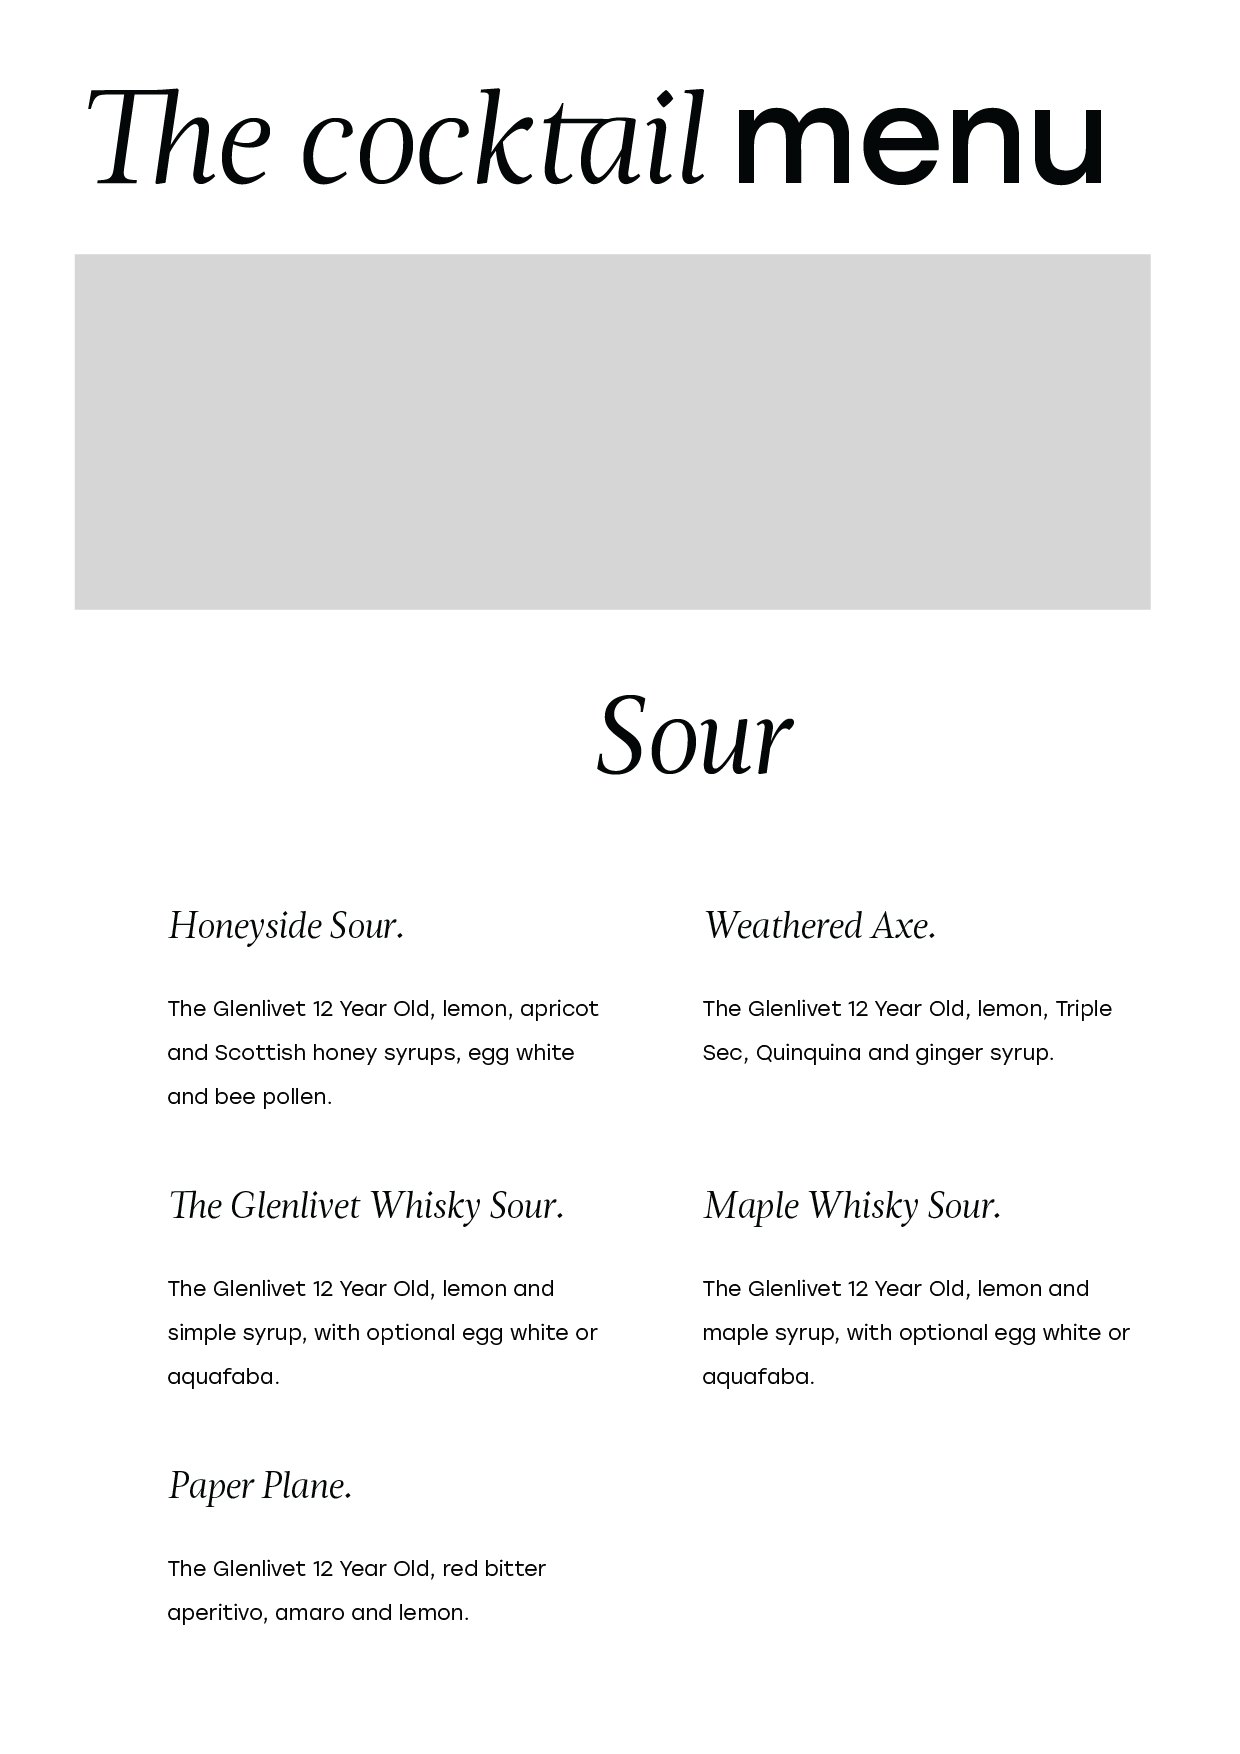 The cocktail menu
Sour
Honeyside Sour.
The Glenlivet 12 Year Old, lemon, apricot
and Scottish honey syrups, egg white
and bee pollen.
Weathered Axe.
The Glenlivet 12 Year Old, lemon, Triple
Sec, Quinquina and ginger syrup.
The Glenlivet Whisky Sour.
The Glenlivet 12 Year Old, lemon and
simple syrup, with optional egg white or
aquafaba.
Maple Whisky Sour.
The Glenlivet 12 Year Old, lemon and
maple syrup, with optional egg white or
aquafaba.
Paper Plane.
The Glenlivet 12 Year Old, red bitter
aperitivo, amaro and lemon.